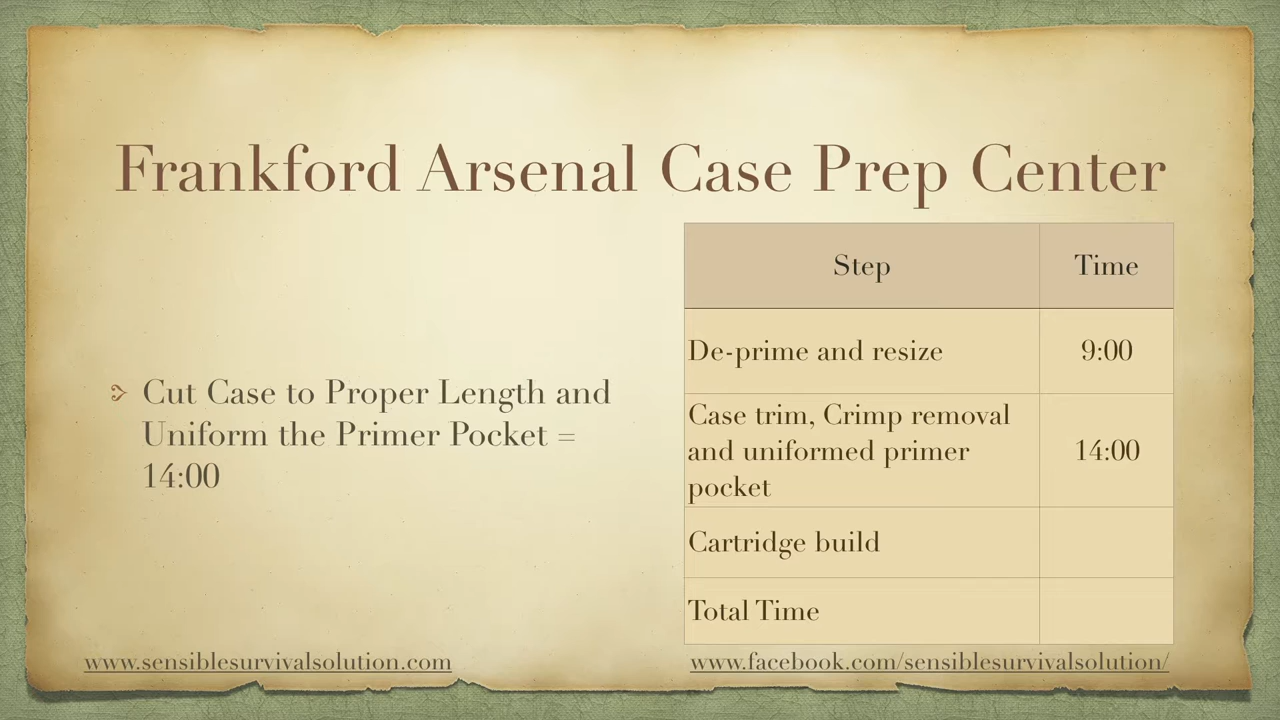 Frankford Arsenal Case Prep Center
Cut Case to Proper Length and
Uniform the Primer Pocket =
14:00
Step Time
De-prime and resize 9:00
Case trim, Crimp removal
and uniformed primer 14:00
pocket
Cartridge build
Total Time
www.sensiblesurvivalsolution.com
www.facebook.com/sensiblesurvivalsolution/